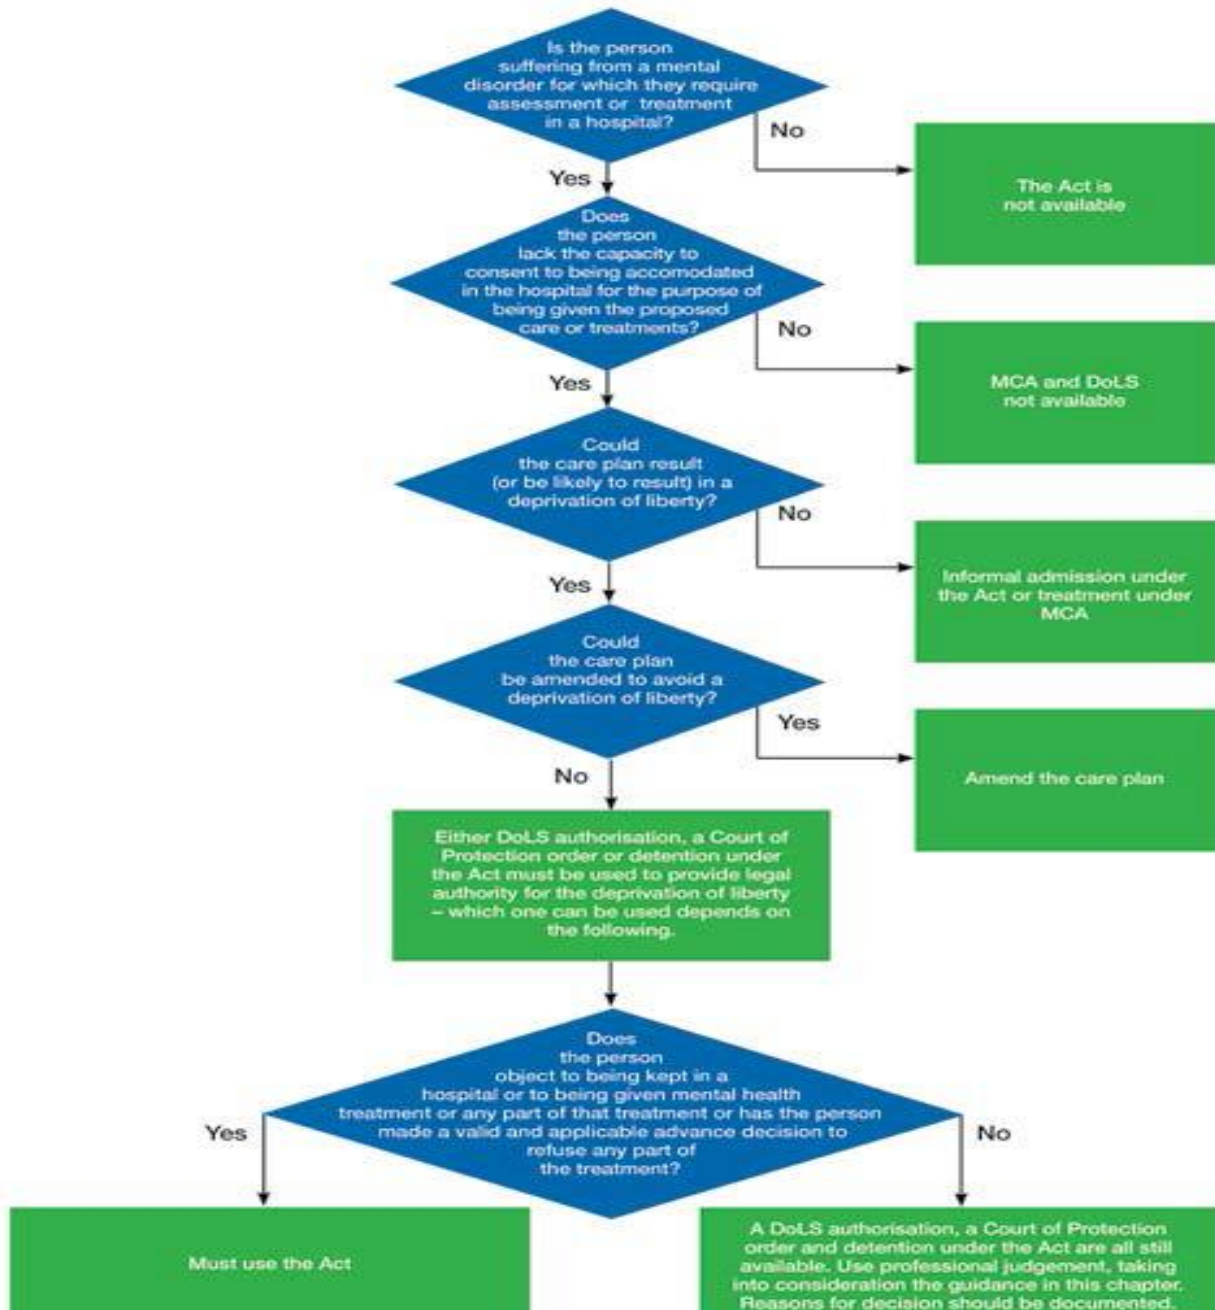 Is the person
suffering from a mental
disorder for which they require
assessment or treatment
in a hospital?
No
The Act is
not available
Yes
Does
the person
lack the capacity to
consent to being accomodated
in the hospital for the purpose of
being given the proposed
care or treatments?
No
MCA and DoLS
not available
Yes
Could
the care plan result
(or be likely to result) in a
deprivation of liberty?
No
Informal admission under
the Act or treatment under
MCA
Yes
Could
the care plan
be amended to avoid a
deprivation of liberty?
Yes
Amend the care plan
No
Either DoLS authorisation, a Court of
Protection order or detention under
the Act must be used to provide legal
authority for the deprivation of liberty
– which one can be used depends on
the following.
Does
the person
object to being kept in a
hospital or to being given mental health
treatment or any part of that treatment or has the person
made a valid and applicable advance decision to
refuse any part of
the treatment?
Yes
Must use the Act
No
A DoLS authorisation, a Court of Protection
order and detention under the Act are all still
available. Use professional judgement, taking
into consideration the guidance in this chapter.
Reasons for decision should be documented.